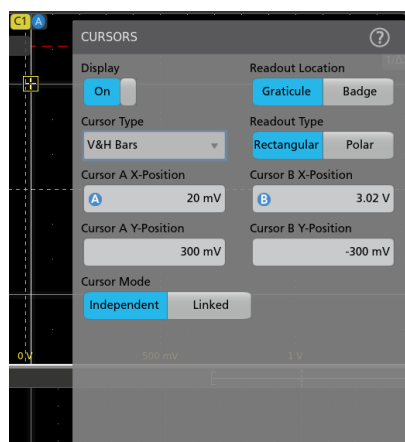 C1 A
CURSORS ?
Display Readout Location
On Graticule Badge
Cursor Type Readout Type
V&H Bars Rectangular Polar
Cursor A X-Position Cursor B X-Position
A 20 mV B 3.02 V
Cursor A Y-Position Cursor B Y-Position
300 mV -300 mV
Cursor Mode
Independent Linked
0 V 500 mV 1 V